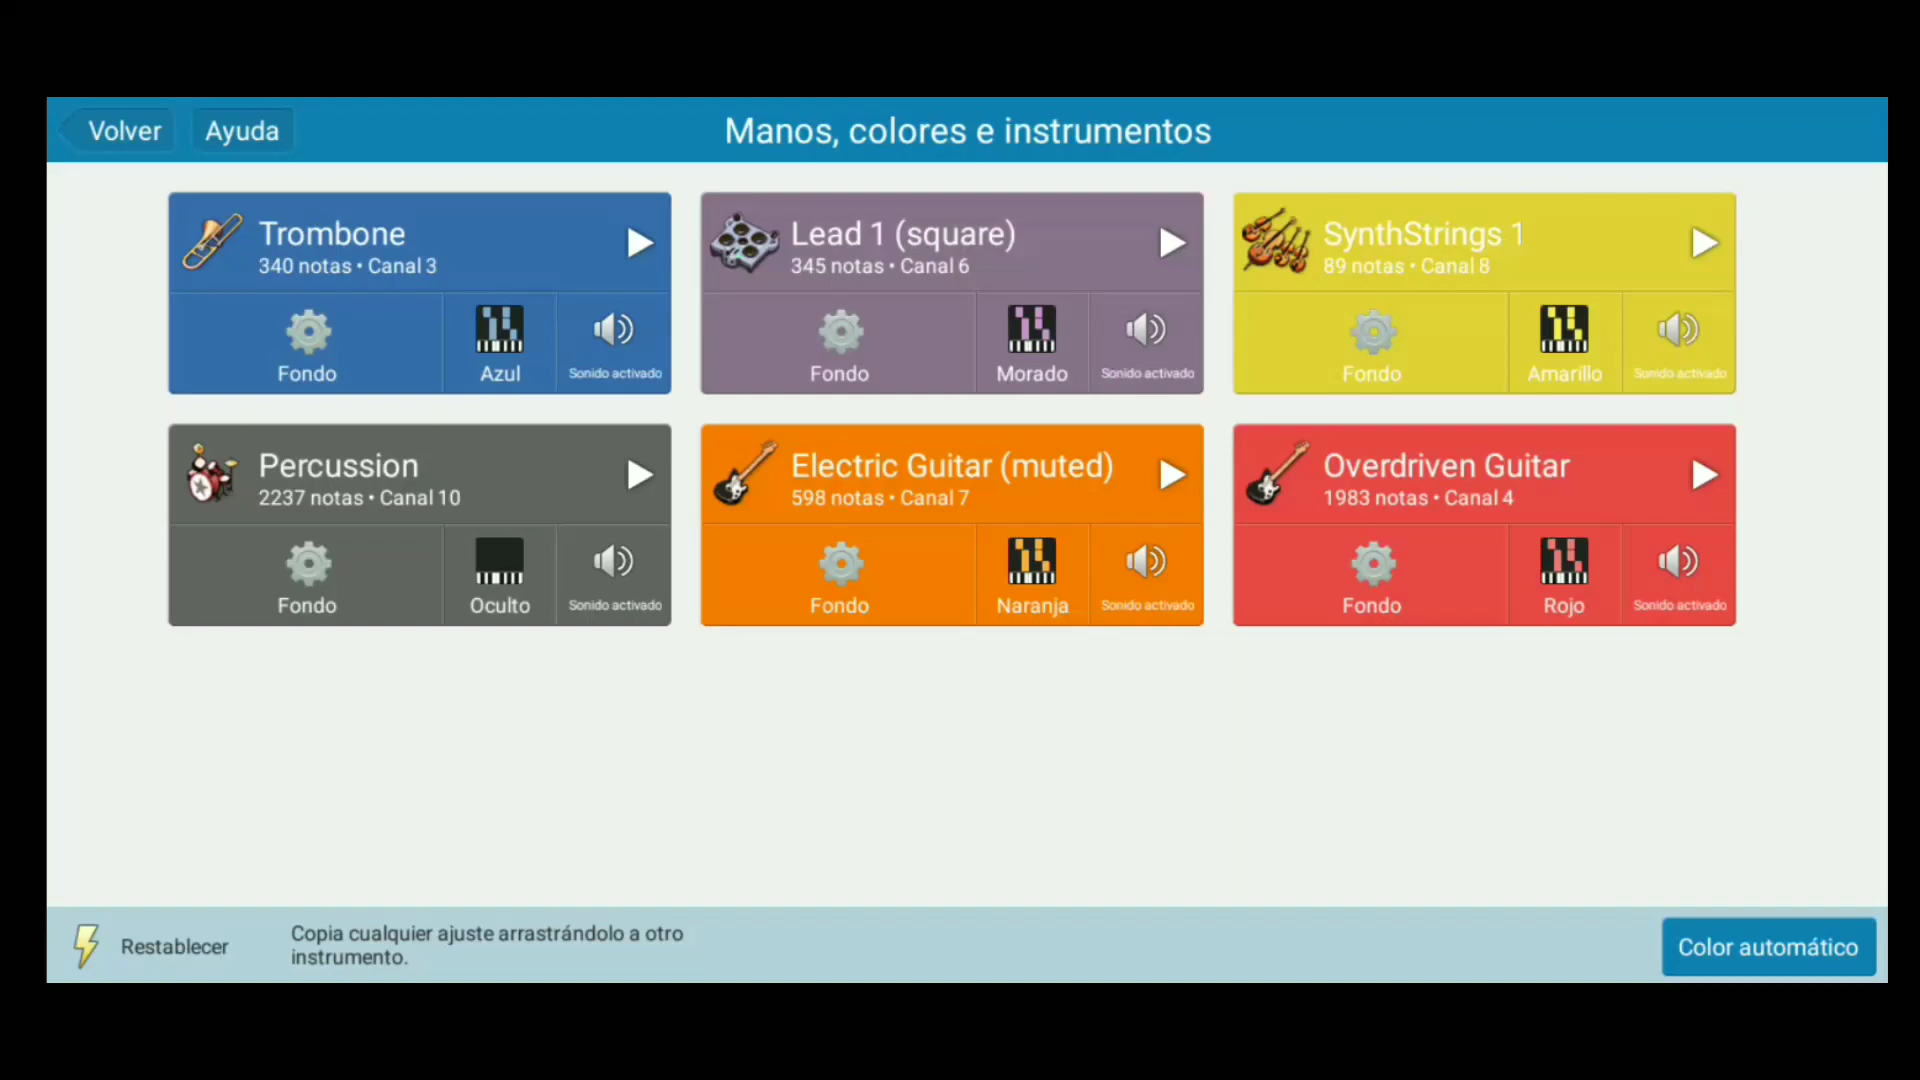 Volver
Ayuda
Manos, colores e instrumentos
Trombone
340 notas • Canal 3
Fondo
Azul
Sonido activado
Lead 1 (square)
345 notas • Canal 6
Fondo
Morado
Sonido activado
SynthStrings 1
89 notas • Canal 8
Fondo
Amarillo
Sonido activado
Percussion
2237 notas • Canal 10
Fondo
Oculto
Sonido activado
Electric Guitar (muted)
598 notas • Canal 7
Fondo
Naranja
Sonido activado
Overdriven Guitar
1983 notas • Canal 4
Fondo
Rojo
Sonido activado
Restablecer
Copia cualquier ajuste arrastrándolo a otro
instrumento.
Color automático